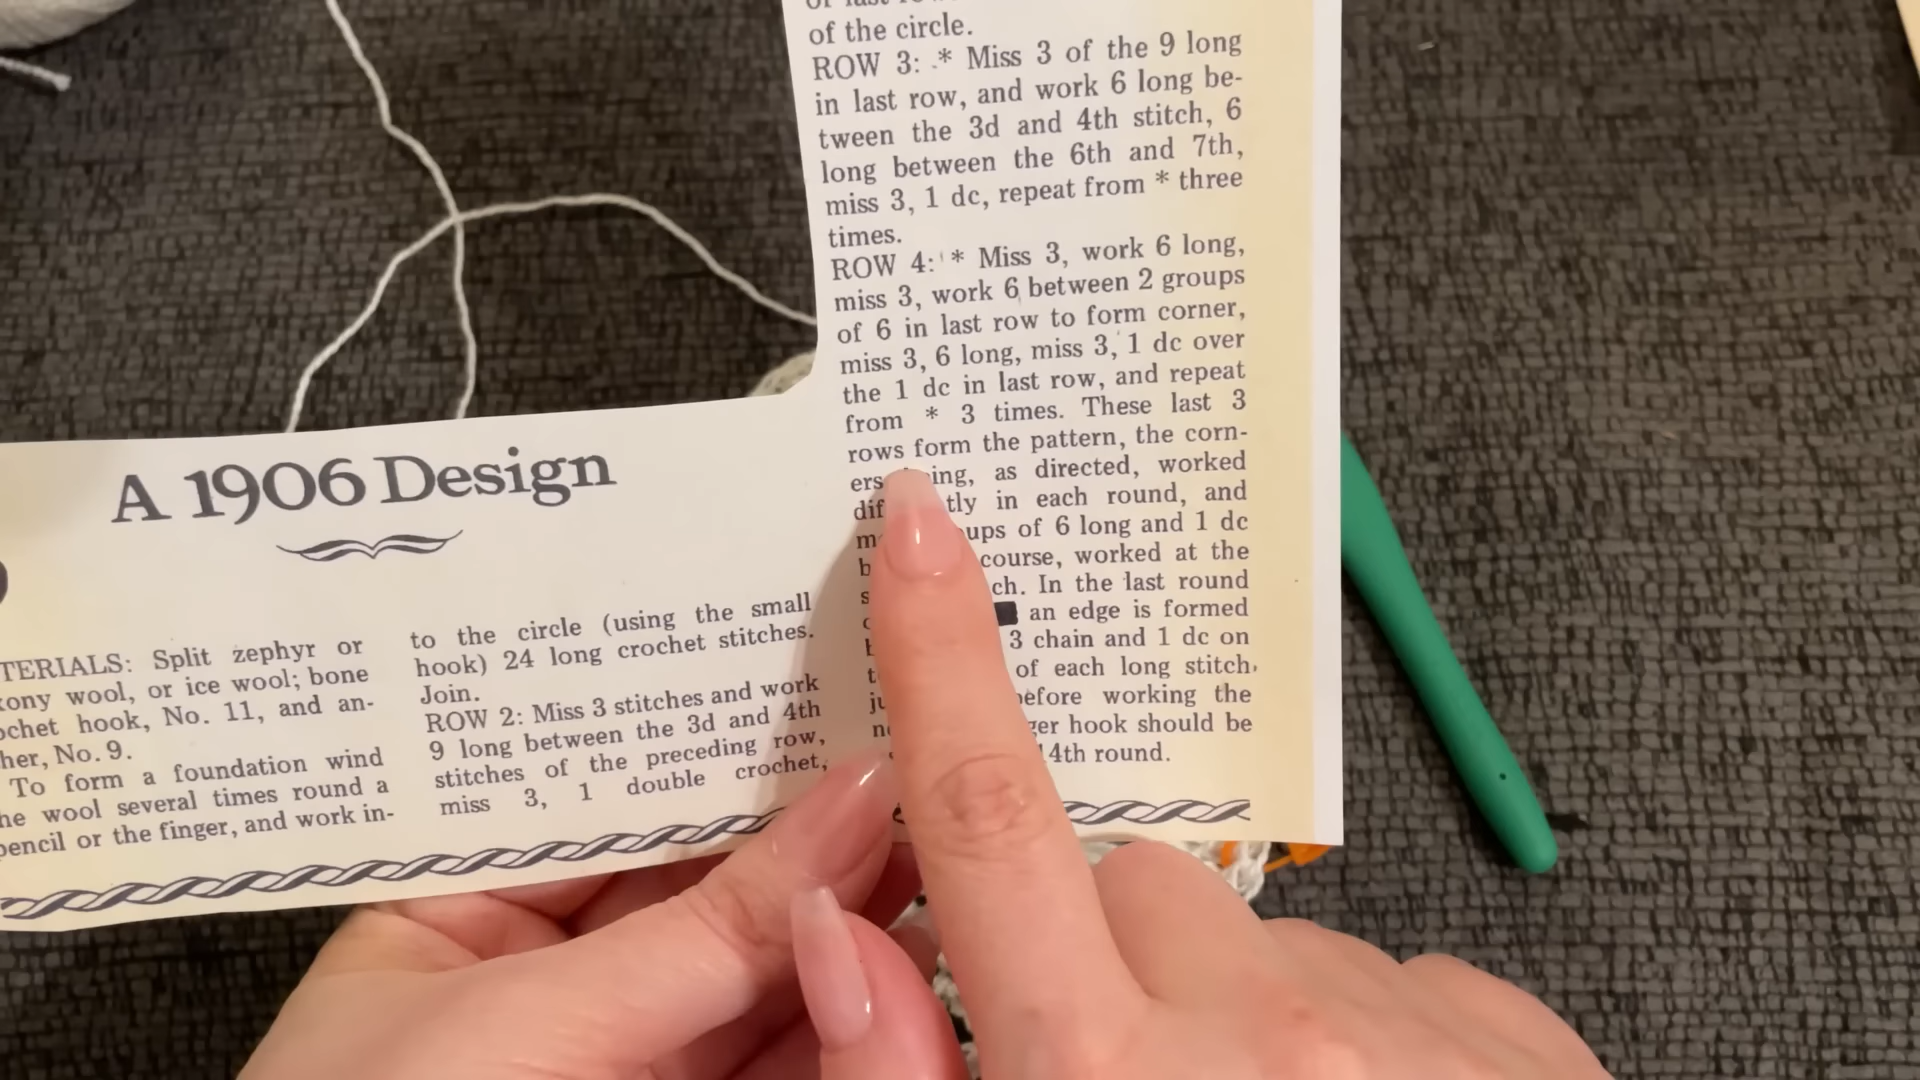 A 1906 Design
TERIALS: Split zephyr or
ony wool, or ice wool; bone
chet hook, No. 11, and an-
her, No. 9.
To form a foundation wind
he wool several times round a
pencil or the finger, and work in-
to the circle (using the small
hook) 24 long crochet stitches.
Join.
ROW 2: Miss 3 stitches and work
9 long between the 3d and 4th
stitches of the preceding row,
miss 3, 1 double crochet,
of the circle.
ROW 3: * Miss 3 of the 9 long
in last row, and work 6 long be-
tween the 3d and 4th stitch, 6
long between the 6th and 7th,
miss 3, 1 dc, repeat from * three
times.
ROW 4: * Miss 3, work 6 long,
miss 3, work 6 between 2 groups
of 6 in last row to form corner,
miss 3, 6 long, miss 3, 1 dc over
the 1 dc in last row, and repeat
from * 3 times. These last 3
rows form the pattern, the corn-
ers ing, as directed, worked
dif tly in each round, and
ups of 6 long and 1 dc
course, worked at the
ch. In the last round
an edge is formed
3 chain and 1 dc on
of each long stitch,
before working the
ger hook should be
14th round.